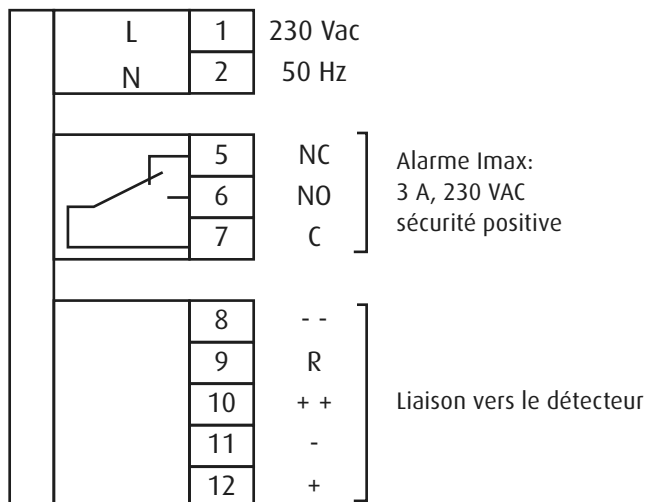 L 1 230 Vac
N 2 50 Hz
5 NC
6 NO
7 C
Alarme Imax:
3 A, 230 VAC
sécurité positive
8 - -
9 R
10 + +
11 -
12 +
Liaison vers le détecteur